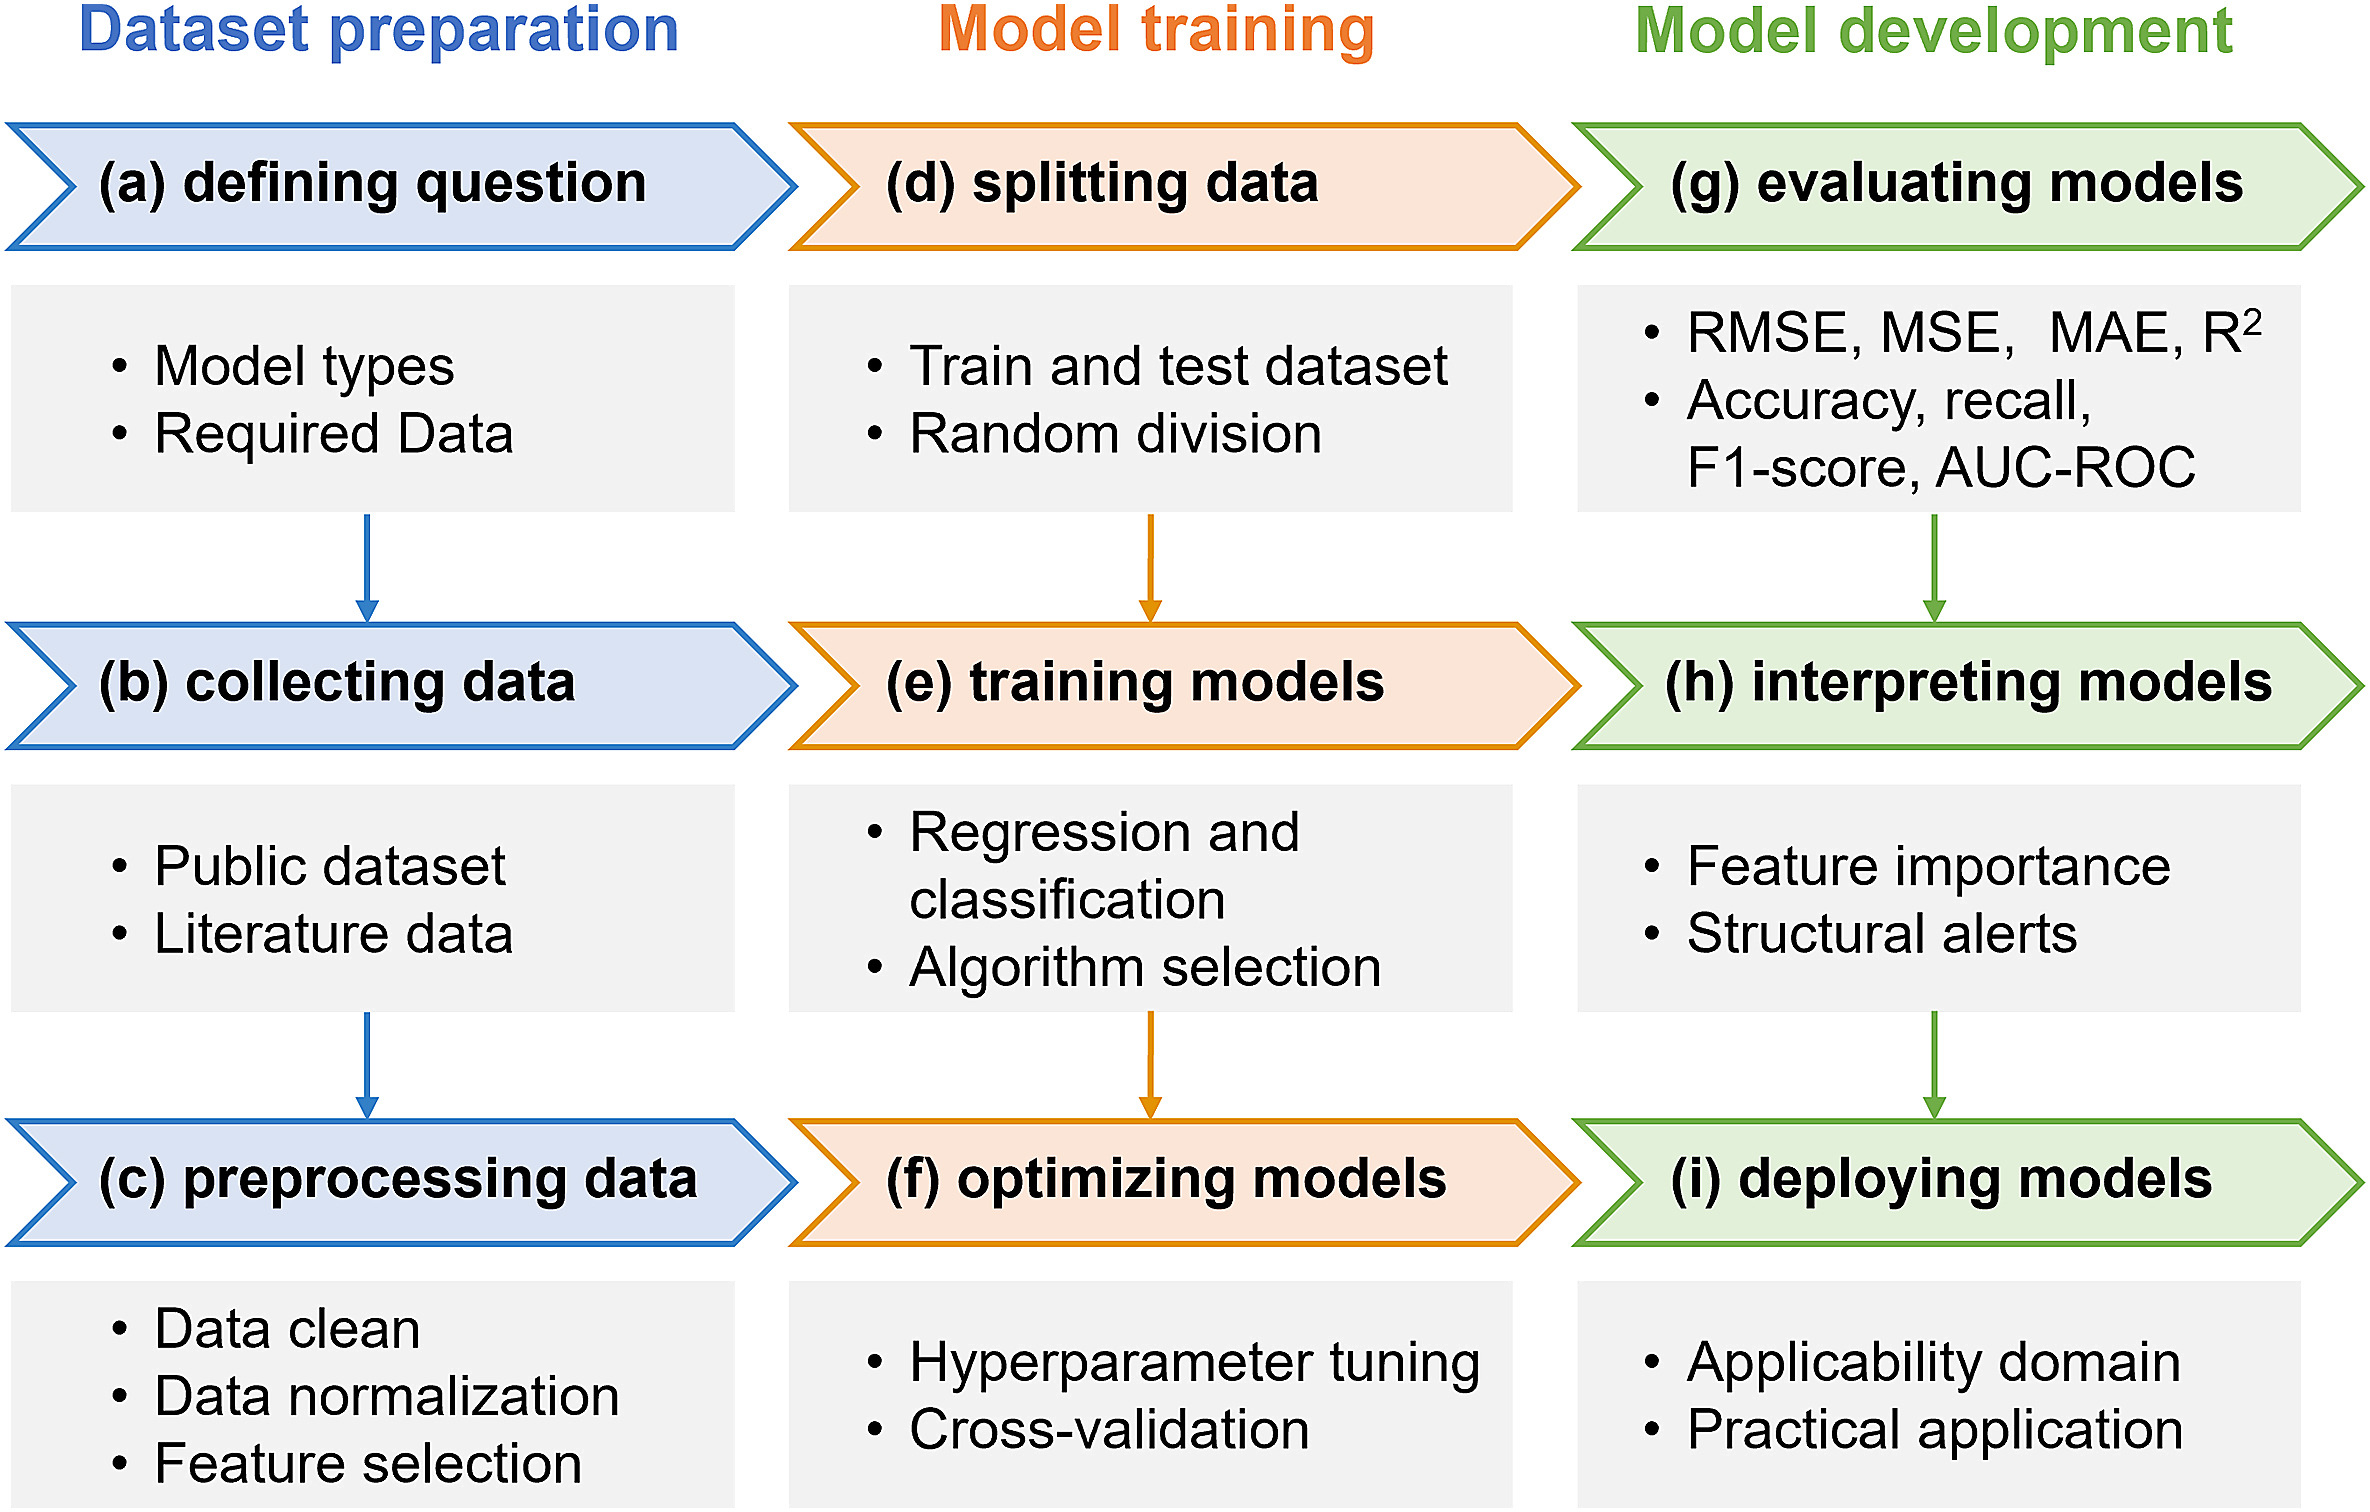 Dataset preparation
(a) defining question
• Model types
• Required Data
(b) collecting data
• Public dataset
• Literature data
(c) preprocessing data
• Data clean
• Data normalization
• Feature selection
Model training
(d) splitting data
• Train and test dataset
• Random division
(e) training models
• Regression and
classification
• Algorithm selection
(f) optimizing models
• Hyperparameter tuning
• Cross-validation
Model development
(g) evaluating models
• RMSE, MSE, MAE, R²
• Accuracy, recall,
F1-score, AUC-ROC
(h) interpreting models
• Feature importance
• Structural alerts
(i) deploying models
• Applicability domain
• Practical application